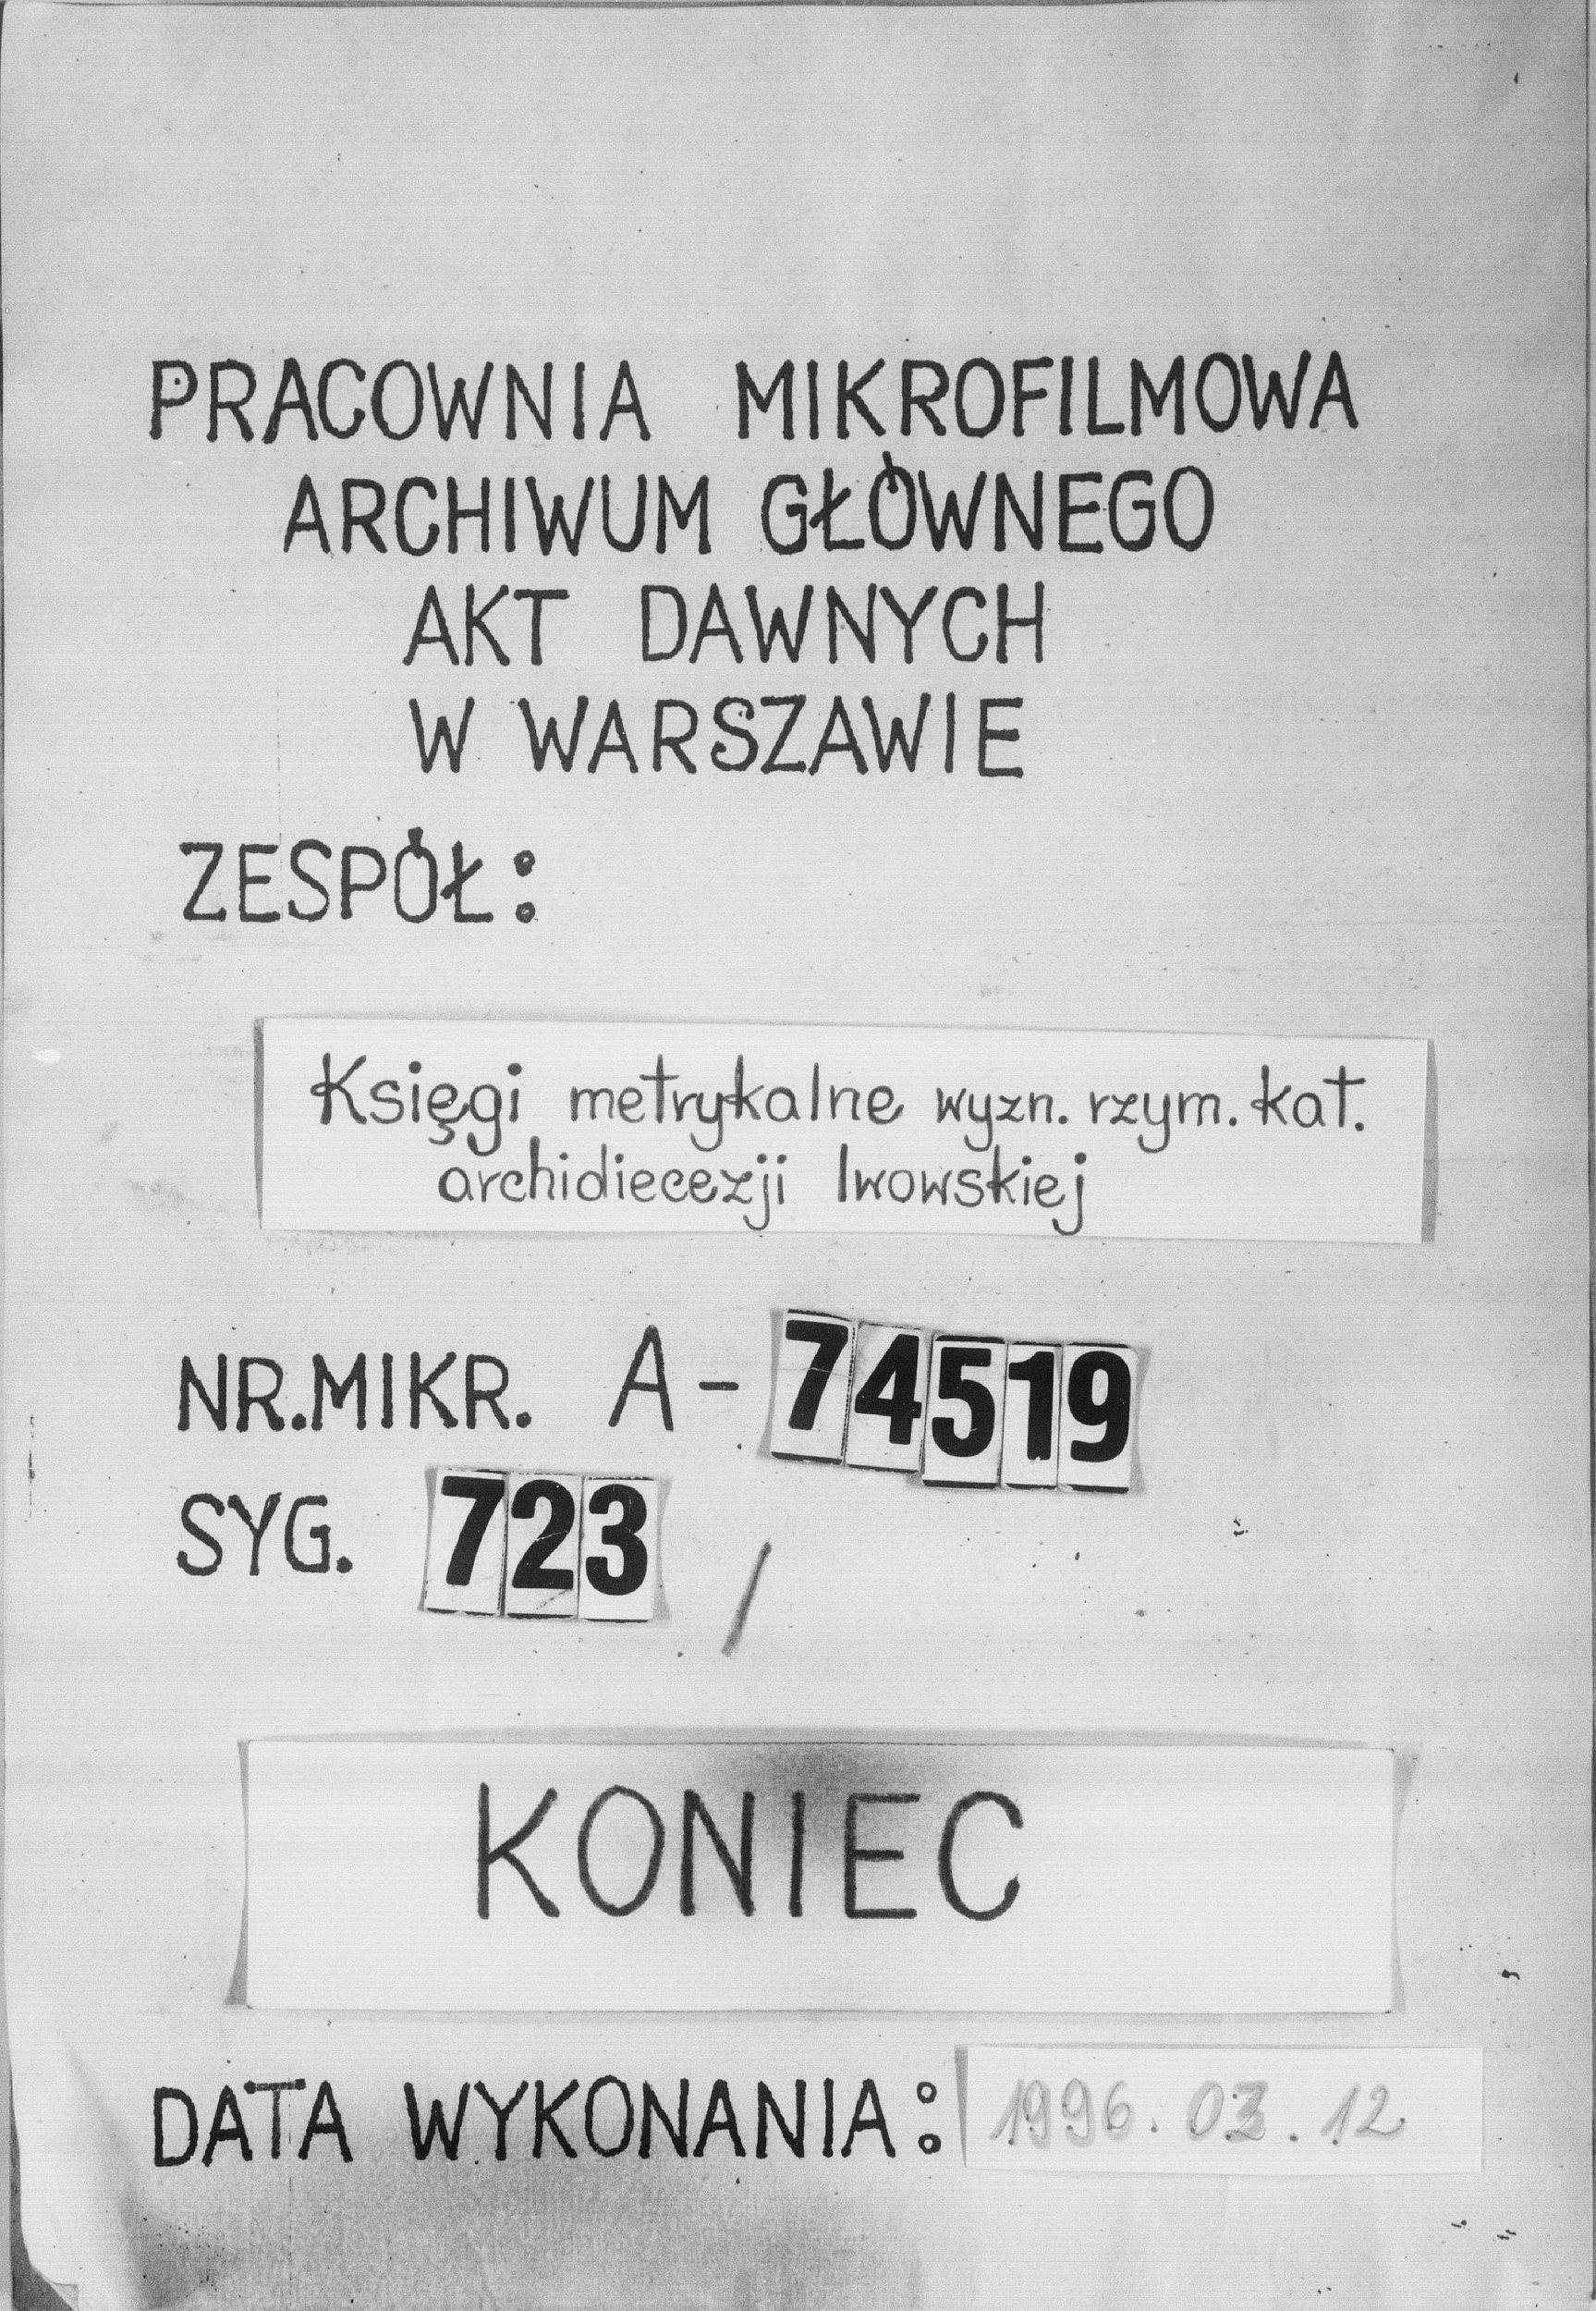 PRACOWNIA MIKROFILMOWA
ARCHIWUM GŁÓWNEGO
AKT DAWNYCH
W WARSZAWIE
ZESPÓŁ:
Księgi metrykalne wyzn. rzym. kat.
archidiecezji lwowskiej
NR.MIKR. A-74519
SYG. 723 /
KONIEC
DATA WYKONANIA: 1996.03.12